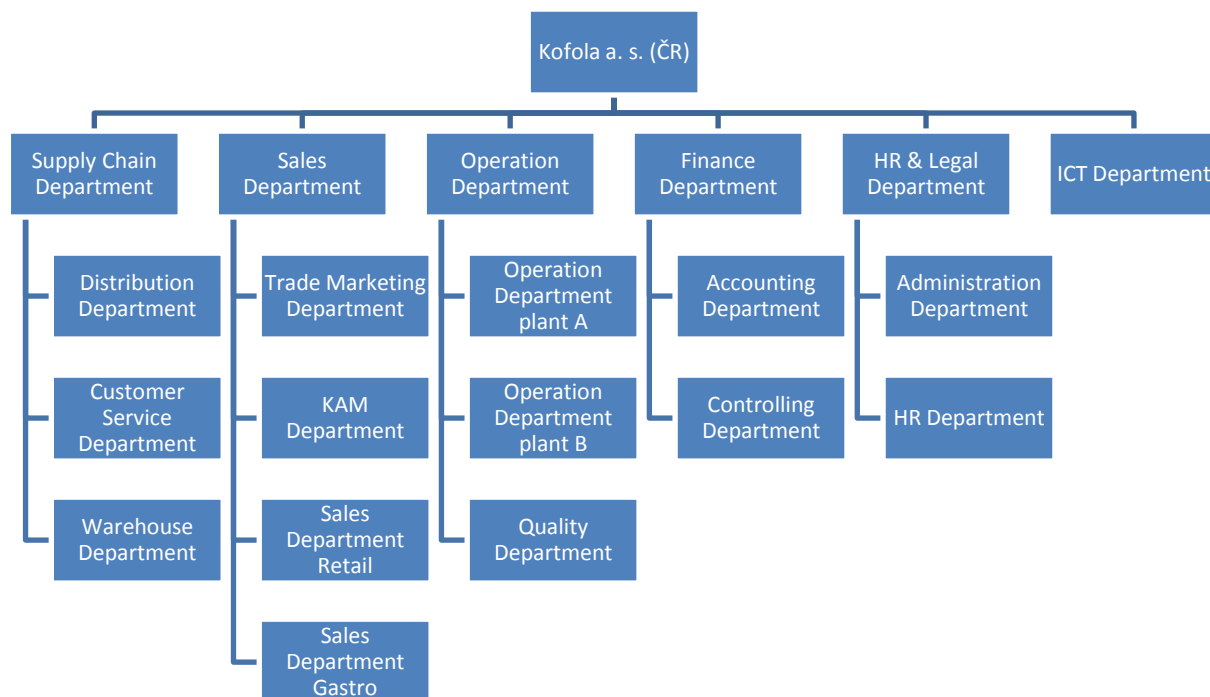 Kofola a. s. (ČR)
Supply Chain
Department
Sales
Department
Operation
Department
Finance
Department
HR & Legal
Department
ICT Department
Distribution
Department
Customer
Service
Department
Warehouse
Department
Trade Marketing
Department
KAM
Department
Sales
Department
Retail
Sales
Department
Gastro
Operation
Department
plant A
Operation
Department
plant B
Quality
Department
Accounting
Department
Controlling
Department
Administration
Department
HR Department